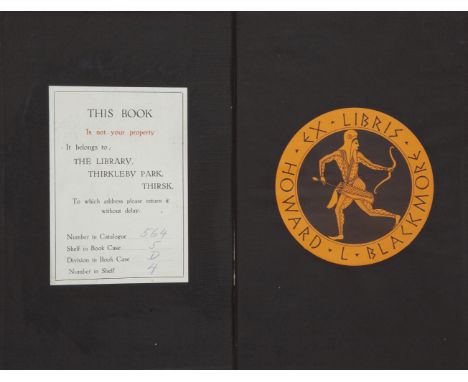 THIS BOOK
Is not your property
It belongs to,
THE LIBRARY,
THIRKLEBY PARK,
THIRSK.
To which address please return it
without delay.
Number in Catalogue 564
Shelf in Book Case 5
Division in Book Case D
Number in Shelf 4
EX · LIBRIS ·
HOWARD · L · BLACKMORE